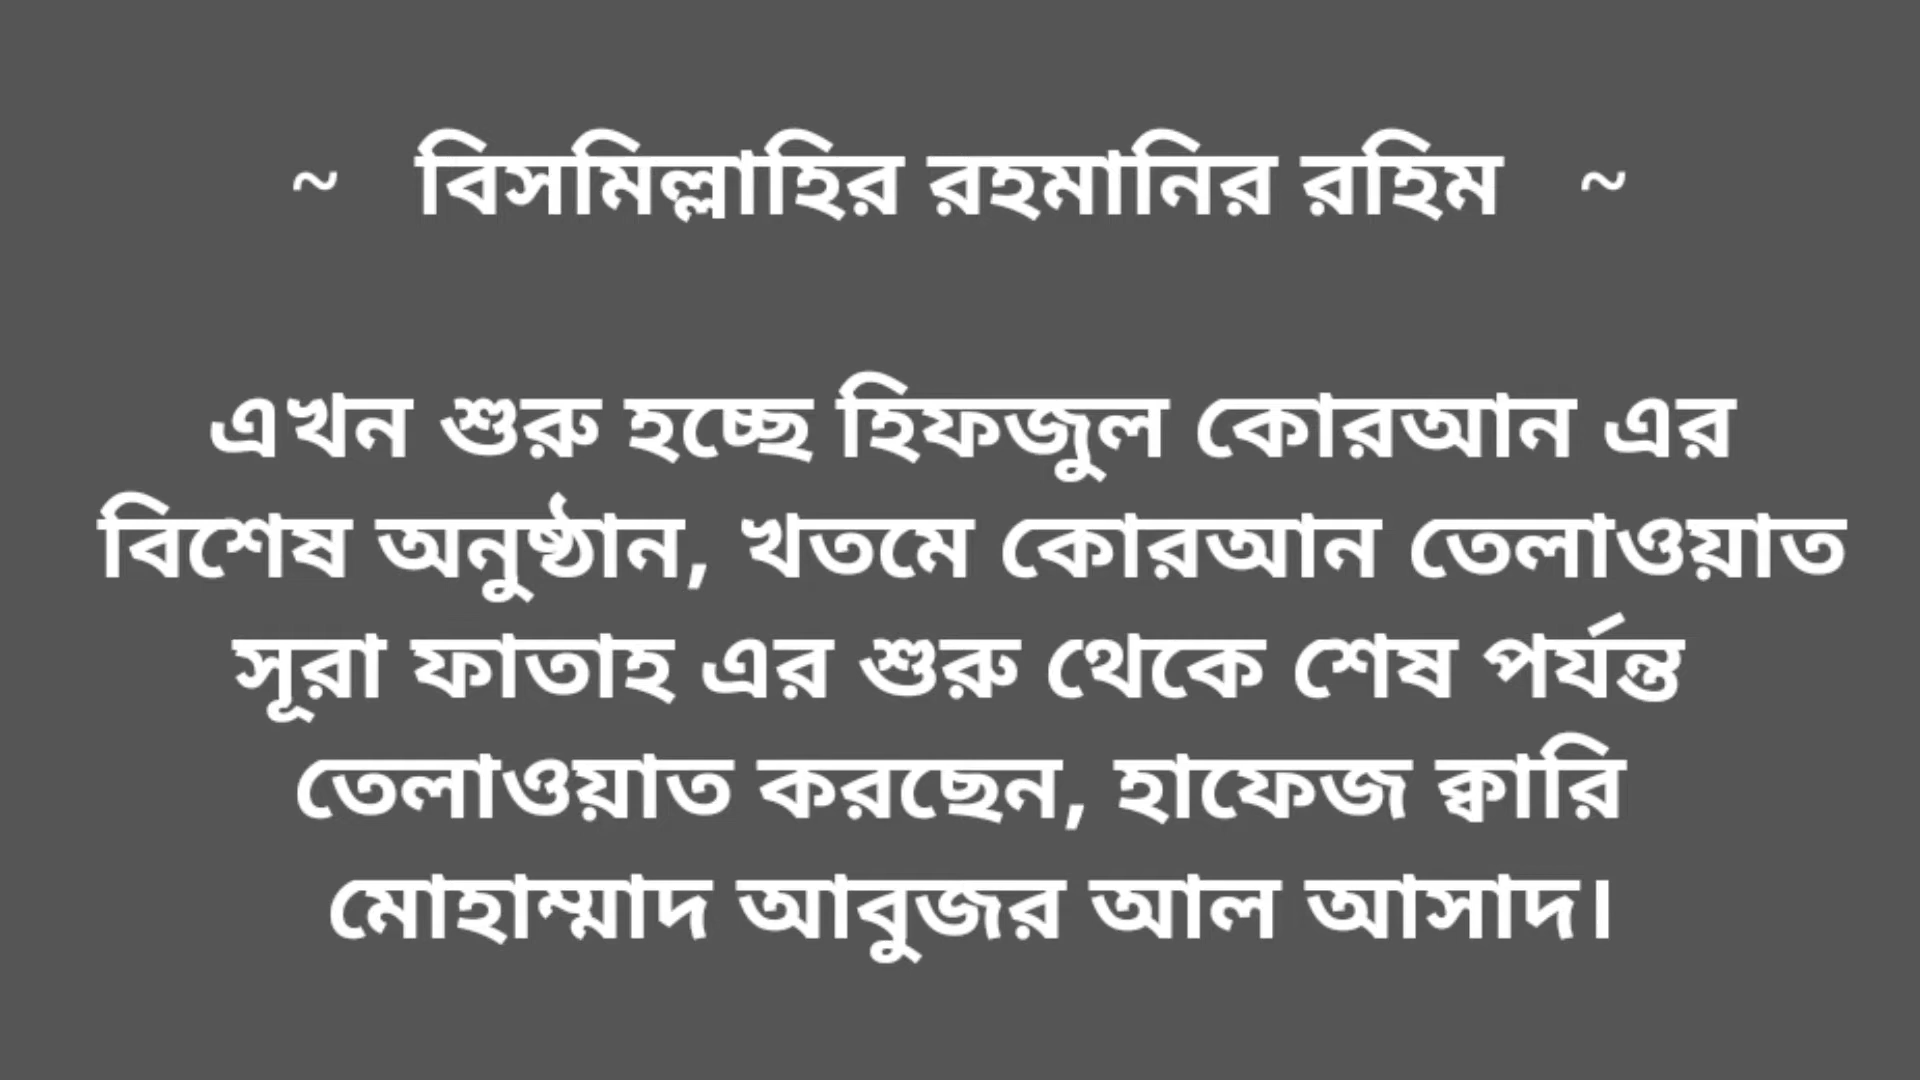 ~ বিসমিল্লাহির রহমানির রহিম ~
এখন শুরু হচ্ছে হিফজুল কোরআন এর
বিশেষ অনুষ্ঠান, খতমে কোরআন তেলাওয়াত
সূরা ফাতাহ এর শুরু থেকে শেষ পর্যন্ত
তেলাওয়াত করছেন, হাফেজ ক্বারি
মোহাম্মাদ আবুজর আল আসাদ।